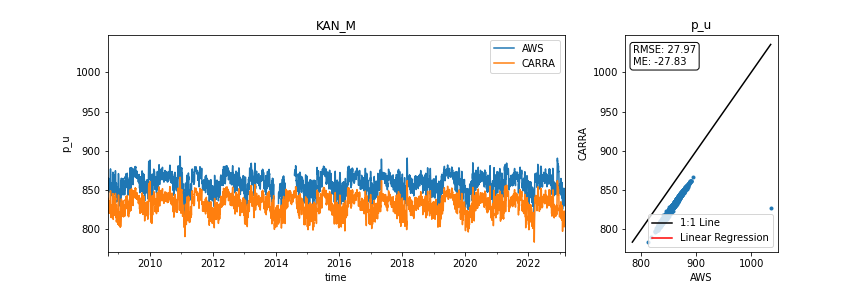 KAN_M
p_u
1000
950
900
850
800
p_u
AWS
CARRA
2010
2012
2014
2016
2018
2020
2022
time
RMSE: 27.97
ME: -27.83
1000
950
900
850
800
CARRA
1:1 Line
Linear Regression
800
900
1000
AWS